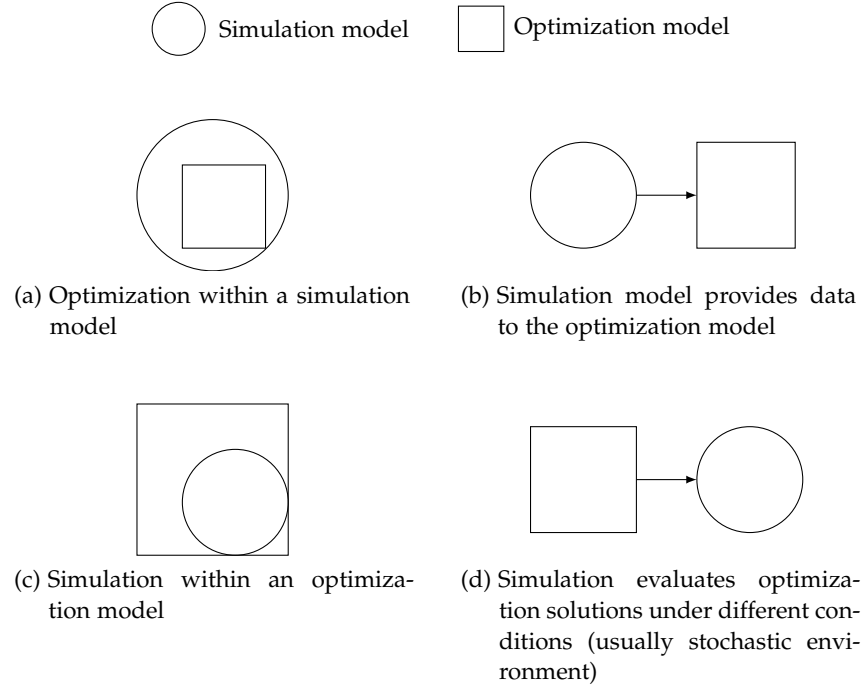 Simulation model
Optimization model
(a) Optimization within a simulation
model
(b) Simulation model provides data
to the optimization model
(c) Simulation within an optimiza-
tion model
(d) Simulation evaluates optimiza-
tion solutions under different con-
ditions (usually stochastic envi-
ronment)